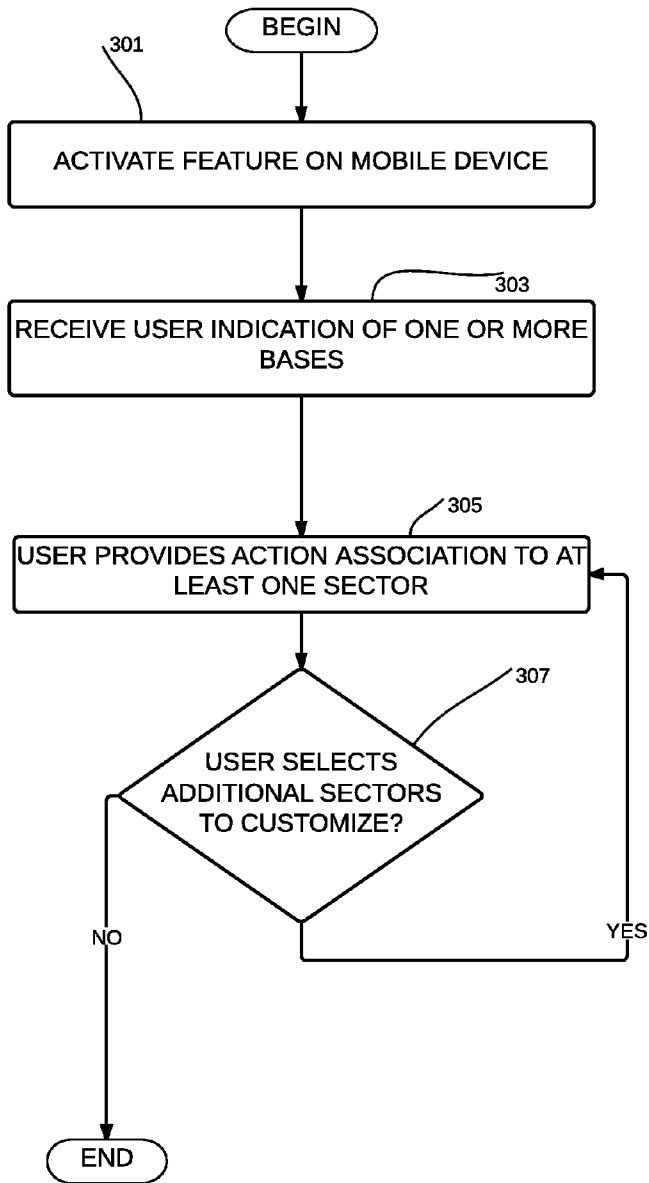 BEGIN
301
ACTIVATE FEATURE ON MOBILE DEVICE
303
RECEIVE USER INDICATION OF ONE OR MORE
BASES
305
USER PROVIDES ACTION ASSOCIATION TO AT
LEAST ONE SECTOR
307
USER SELECTS
ADDITIONAL SECTORS
TO CUSTOMIZE?
NO
YES
END